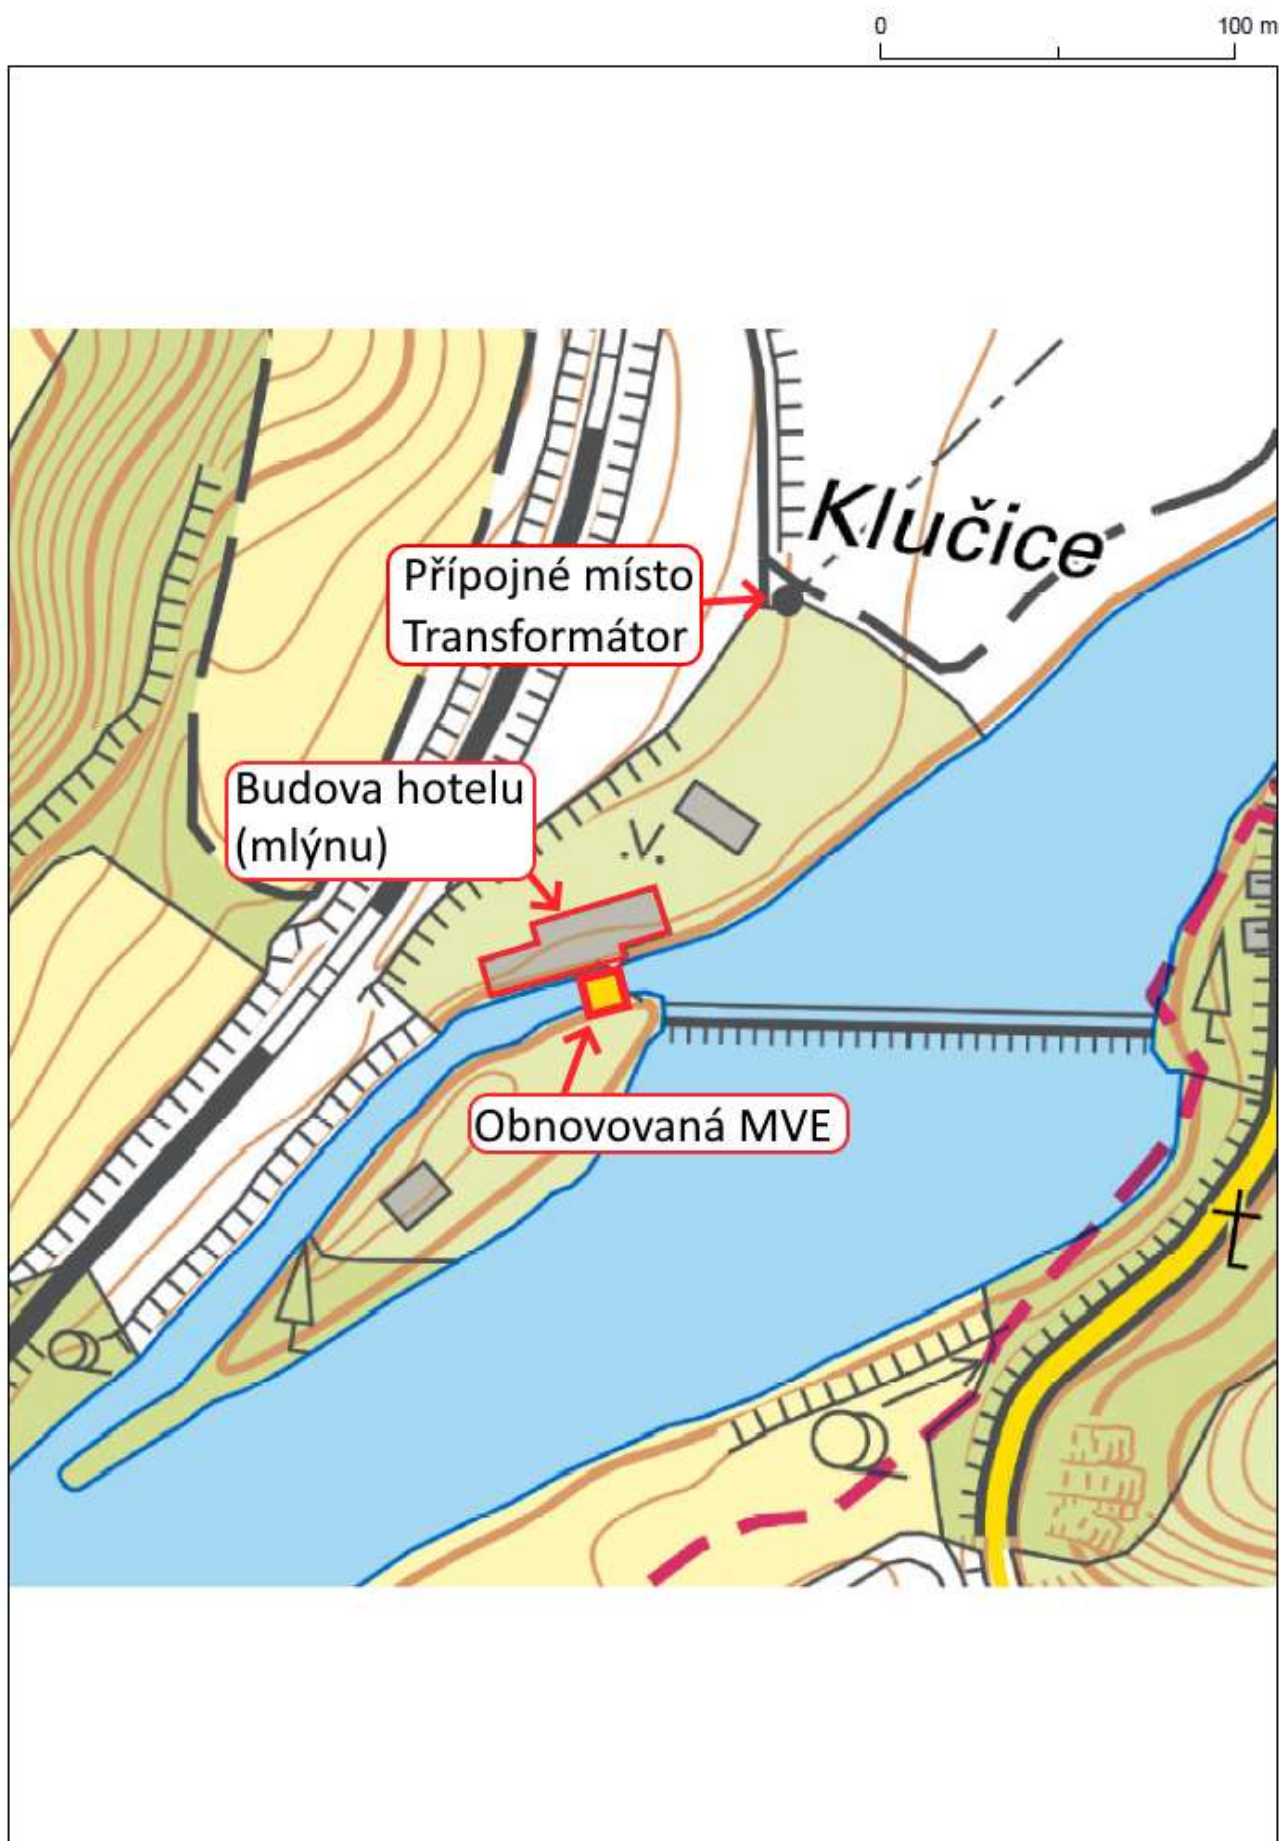 0 100 m
Klučice
Přípojné místo
Transformátor
Budova hotelu
(mlýnu)
Obnovovaná MVE